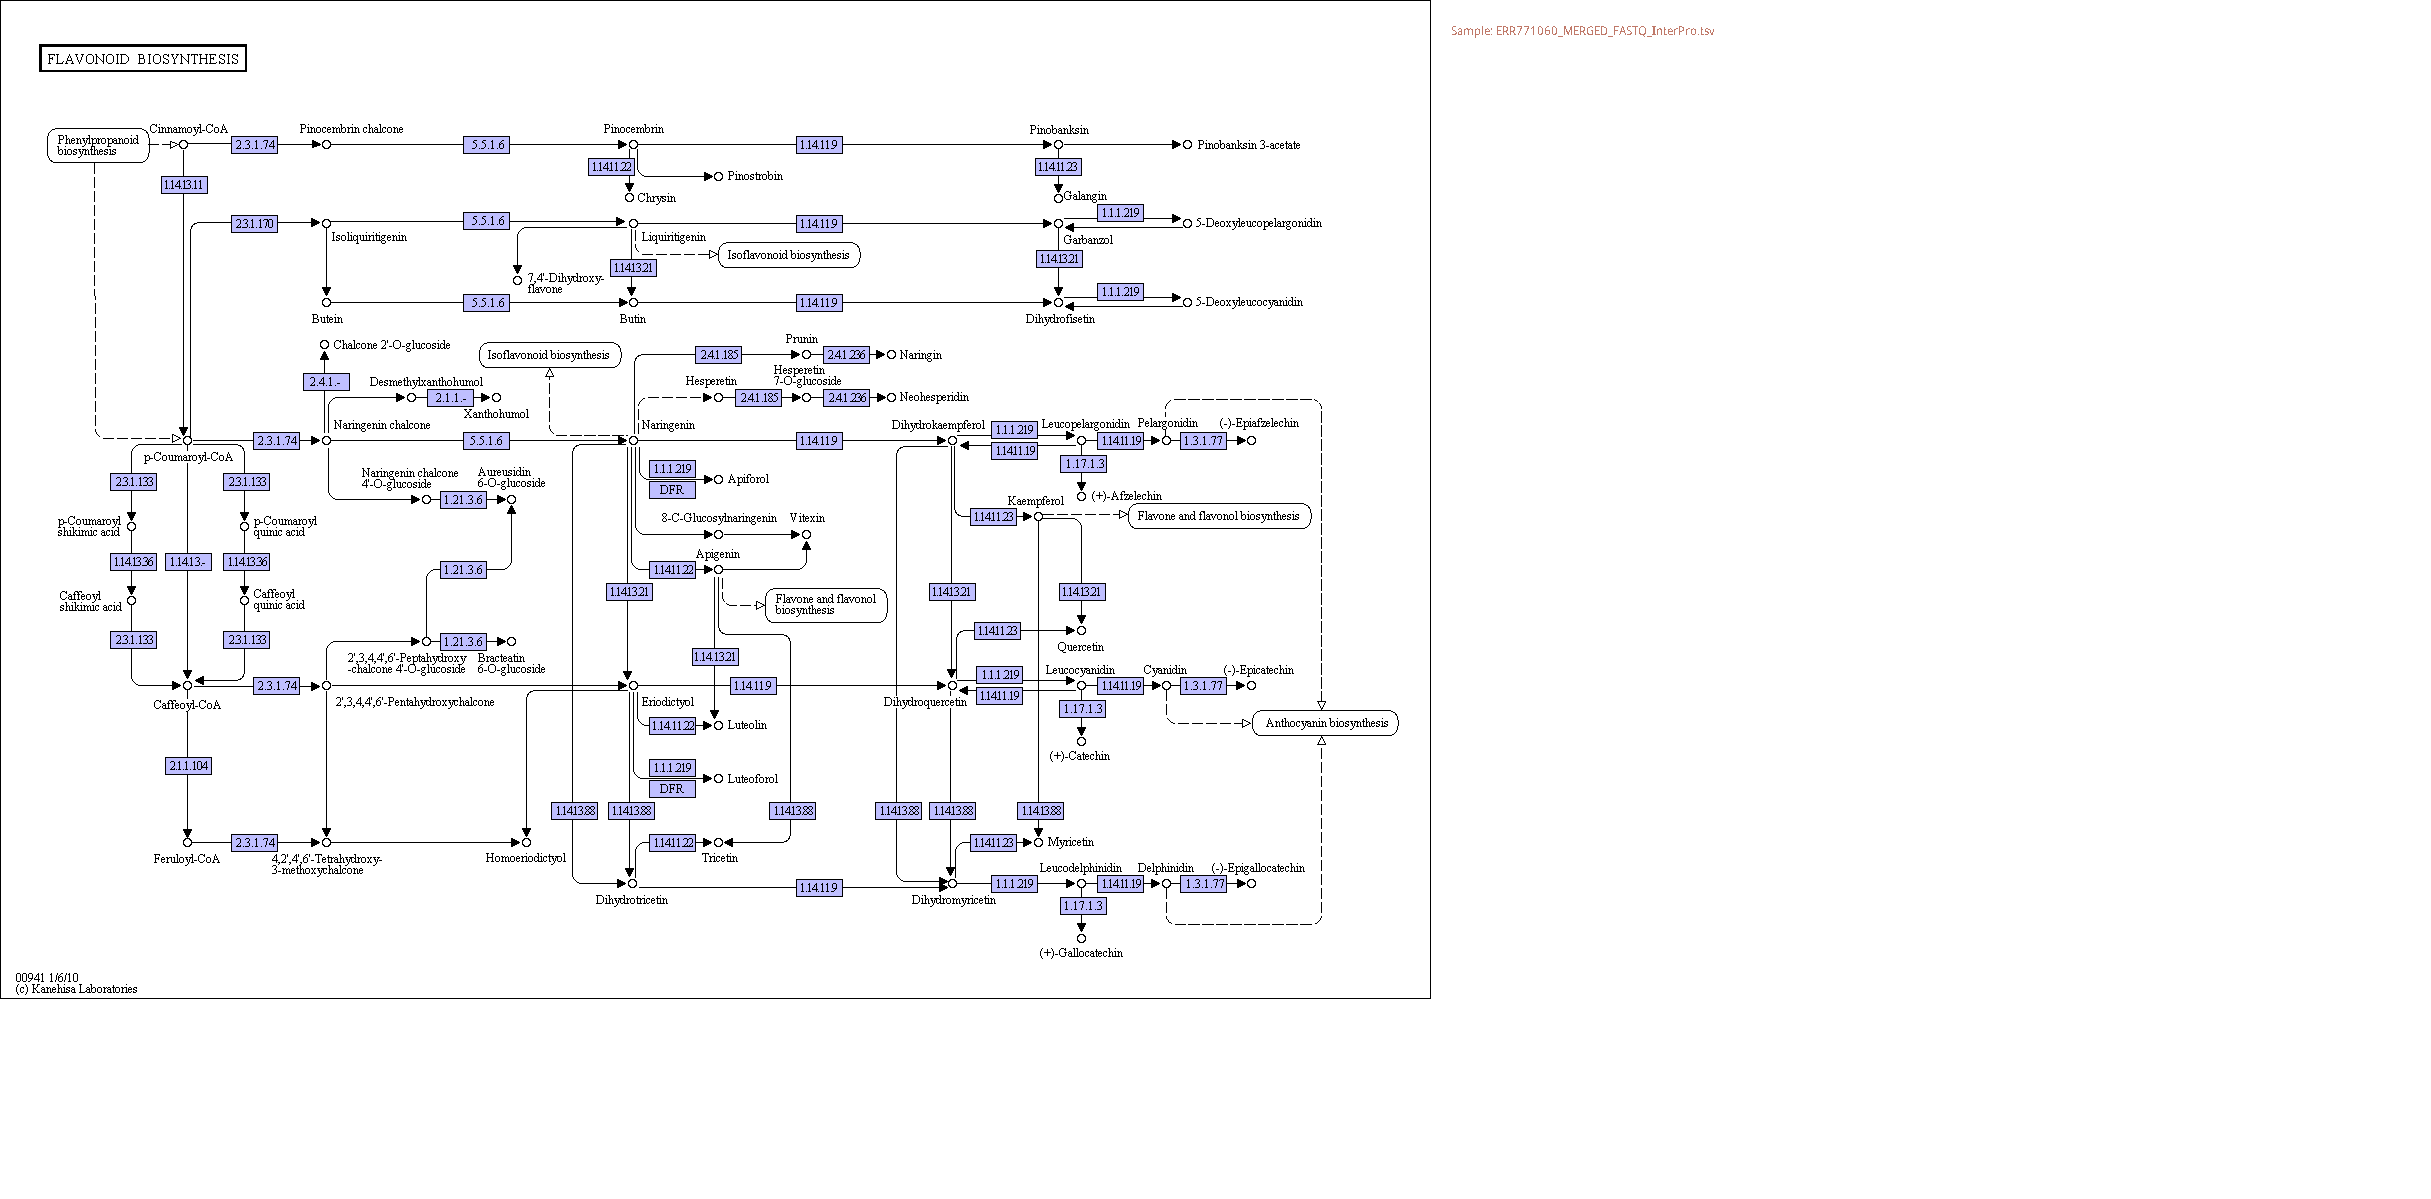 Sample: ERR771060_MERGED_FASTQ_InterPro.tsv
FLAVONOID BIOSYNTHESIS
Phenylpropanoid
biosynthesis
Cinnamoyl-CoA
2.3.1.74
Pinocembrin chalcone
5.5.1.6
Pinocembrin
1.14.11.9
Pinobanksin
Pinobanksin 3-acetate
1.14.13.11
1.14.11.22
Pinostrobin
Chrysin
1.14.11.23
Galangin
2.3.1.170
Isoliquiritigenin
5.5.1.6
Liquiritigenin
1.14.11.9
Garbanzol
1.1.1.219
5-Deoxyleucopelargonidin
Isoflavonoid biosynthesis
7,4'-Dihydroxy-
flavone
1.14.13.21
1.14.13.21
Butein
5.5.1.6
Butin
1.14.11.9
Dihydrofisetin
1.1.1.219
5-Deoxyleucocyanidin
Chalcone 2'-O-glucoside
2.4.1.-
Isoflavonoid biosynthesis
2.4.1.185
Prunin
2.4.1.236
Naringin
Desmethylxanthohumol
2.1.1.-
Xanthohumol
Hesperetin
2.4.1.185
Hesperetin
7-O-glucoside
2.4.1.236
Neohesperidin
p-Coumaroyl-CoA
2.3.1.74
Naringenin chalcone
5.5.1.6
Naringenin
1.14.11.9
Dihydrokaempferol
1.1.1.219
1.14.11.19
Leucopelargonidin
1.14.11.19
Pelargonidin
1.3.1.77
(-)-Epiafzelechin
1.17.1.3
(+)-Afzelechin
2.3.1.133
2.3.1.133
Naringenin chalcone
4'-O-glucoside
1.21.3.6
Aureusidin
6-O-glucoside
1.1.1.219
DFR
Apiforol
p-Coumaroyl
shikimic acid
p-Coumaroyl
quinic acid
8-C-Glucosylnaringenin
Vitexin
1.14.11.23
Kaempferol
Flavone and flavonol biosynthesis
1.14.13.36
1.14.13.-
1.14.13.36
1.21.3.6
1.14.11.22
Apigenin
Caffeoyl
shikimic acid
Caffeoyl
quinic acid
1.14.13.21
Flavone and flavonol
biosynthesis
1.14.13.21
1.14.13.21
2.3.1.133
2.3.1.133
1.21.3.6
2',3,4,4',6'-Peptahydroxy
-chalcone 4'-O-glucoside
Bracteatin
6-O-glucoside
1.14.13.21
1.14.11.23
Quercetin
Caffeoyl-CoA
2.3.1.74
2',3,4,4',6'-Pentahydroxychalcone
Eriodictyol
1.14.11.9
Dihydroquercetin
1.1.1.219
1.14.11.19
Leucocyanidin
1.14.11.19
Cyanidin
1.3.1.77
(-)-Epicatechin
1.17.1.3
(+)-Catechin
Anthocyanin biosynthesis
1.14.11.22
Luteolin
2.1.1.104
1.1.1.219
DFR
Luteoforol
1.14.13.88
1.14.13.88
1.14.13.88
1.14.13.88
1.14.13.88
1.14.13.88
Feruloyl-CoA
2.3.1.74
4,2',4',6'-Tetrahydroxy-
3-methoxychalcone
Homoeriodictyol
1.14.11.22
Tricetin
1.14.11.23
Myricetin
Dihydrotricetin
1.14.11.9
Dihydromyricetin
1.1.1.219
Leucodelphinidin
1.14.11.19
Delphinidin
1.3.1.77
(-)-Epigallocatechin
1.17.1.3
(+)-Gallocatechin
00941 1/6/10
(c) Kanehisa Laboratories